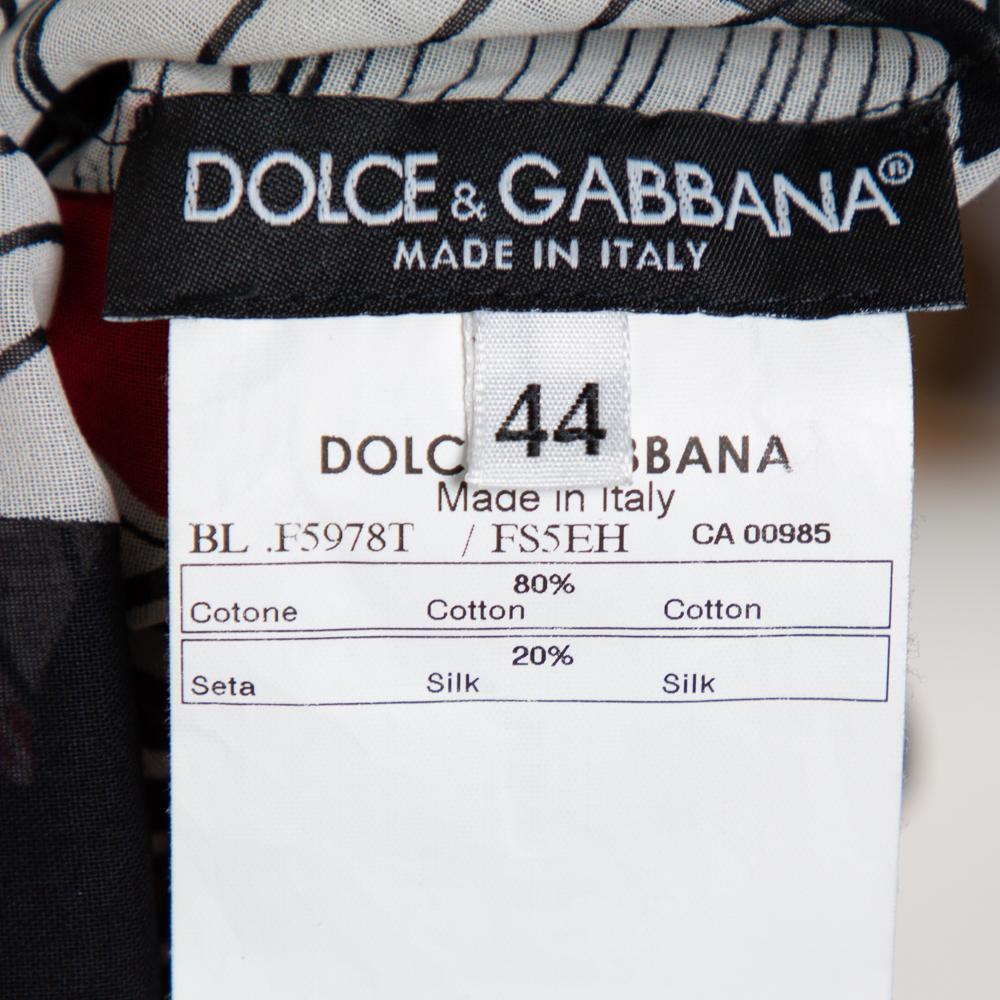 DOLCE & GABBANA®
MADE IN ITALY
44
DOLC BBANA
Made in Italy
BL .F5978T / FS5EH CA 00985
80%
Cotone Cotton Cotton
20%
Seta Silk Silk